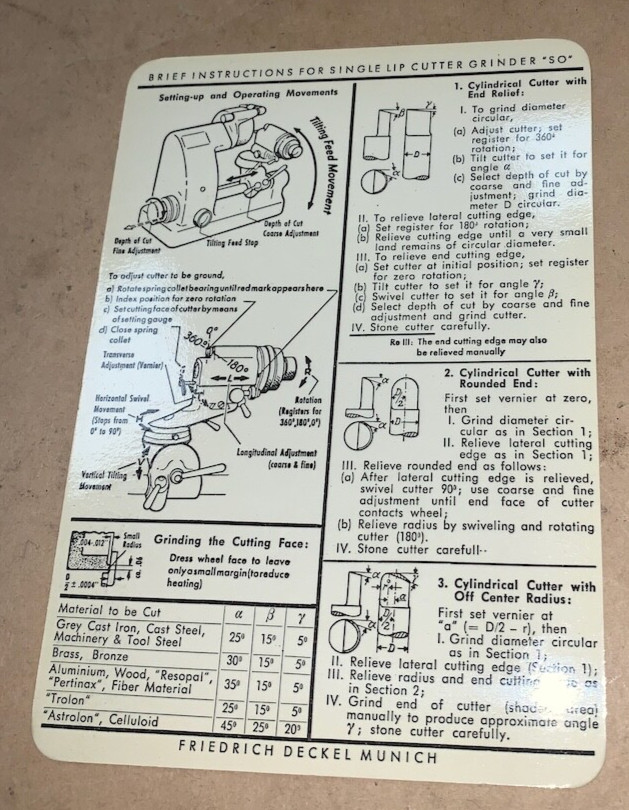 BRIEF INSTRUCTIONS FOR SINGLE LIP CUTTER GRINDER "SO"
Setting-up and Operating Movements
Tilting Feed Movement
Depth of Cut
Coarse Adjustment
Depth of Cut
Fine Adjustment
Tilting Feed Stop
To adjust cutter to be ground,
a) Rotate spring collet bearing until red mark appears here
b) Index position for zero rotation
c) Set cutting face of cutter by means
of setting gauge
d) Close spring
collet
360°
0°
180°
L
Transverse
Adjustment (Vernier)
Horizontal Swivel
Movement
(Stops from
0° to 90°)
Rotation
(Registers for
360°,180°,0°)
Longitudinal Adjustment
(coarse & fine)
Vertical Tilting
Movement
.004-.012"
Small
Radius
D/2 ± .0004"
Grinding the Cutting Face:
Dress wheel face to leave
only a small margin (to reduce
heating)
Material to be Cut α β γ
Grey Cast Iron, Cast Steel,
Machinery & Tool Steel 25° 15° 5°
Brass, Bronze 30° 15° 5°
Aluminium, Wood, "Resopal",
"Pertinax", Fiber Material 35° 15° 5°
"Trolon" 25° 15° 5°
"Astrolon", Celluloid 45° 25° 20°
1. Cylindrical Cutter with
End Relief:
β γ
D
α
I. To grind diameter
circular,
(a) Adjust cutter; set
register for 360°
rotation;
(b) Tilt cutter to set it for
angle α
(c) Select depth of cut by
coarse and fine ad-
justment; grind dia-
meter D circular.
II. To relieve lateral cutting edge,
(a) Set register for 180° rotation;
(b) Relieve cutting edge until a very small
land remains of circular diameter.
III. To relieve end cutting edge,
(a) Set cutter at initial position; set register
for zero rotation;
(b) Tilt cutter to set it for angle γ;
(c) Swivel cutter to set it for angle β;
(d) Select depth of cut by coarse and fine
adjustment and grind cutter.
IV. Stone cutter carefully.
Re III: The end cutting edge may also
be relieved manually
2. Cylindrical Cutter with
Rounded End:
α
D/2
α
D
First set vernier at zero,
then
I. Grind diameter cir-
cular as in Section 1;
II. Relieve lateral cutting
edge as in Section 1;
III. Relieve rounded end as follows:
(a) After lateral cutting edge is relieved,
swivel cutter 90°; use coarse and fine
adjustment until end face of cutter
contacts wheel;
(b) Relieve radius by swiveling and rotating
cutter (180°).
IV. Stone cutter
3. Cylindrical Cutter with
Off Center Radius:
α
r
a
D/2
α
D
First set vernier at
"a" (= D/2 – r), then
I. Grind diameter circular
as in Section 1;
II. Relieve lateral cutting edge (Section 1);
III. Relieve radius and end cutting as
in Section 2;
IV. Grind end of cutter
manually to produce approximate angle
γ; stone cutter carefully.
FRIEDRICH DECKEL MUNICH